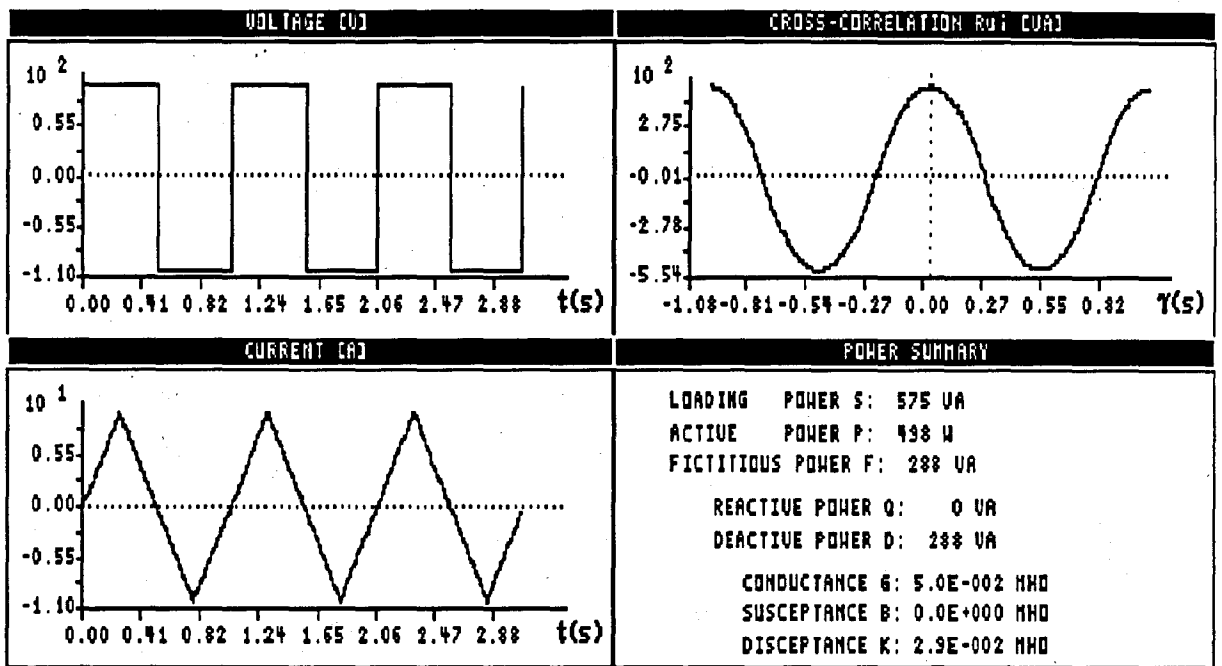 VOLTAGE [V]
10 2
0.55
0.00
-0.55
-1.10
0.00 0.41 0.82 1.24 1.65 2.06 2.47 2.88 t(s)
CROSS-CORRELATION Rui [VA]
10 2
2.75
-0.01
-2.78
-5.54
-1.08 -0.81 -0.54 -0.27 0.00 0.27 0.55 0.82 γ(s)
CURRENT [A]
10 1
0.55
0.00
-0.55
-1.10
0.00 0.41 0.82 1.24 1.65 2.06 2.47 2.88 t(s)
POWER SUMMARY
LOADING POWER S: 575 VA
ACTIVE POWER P: 498 W
FICTITIOUS POWER F: 288 VA
REACTIVE POWER Q: 0 VA
DEACTIVE POWER D: 288 VA
CONDUCTANCE G: 5.0E-002 MHO
SUSCEPTANCE B: 0.0E+000 MHO
DISCEPTANCE K: 2.9E-002 MHO